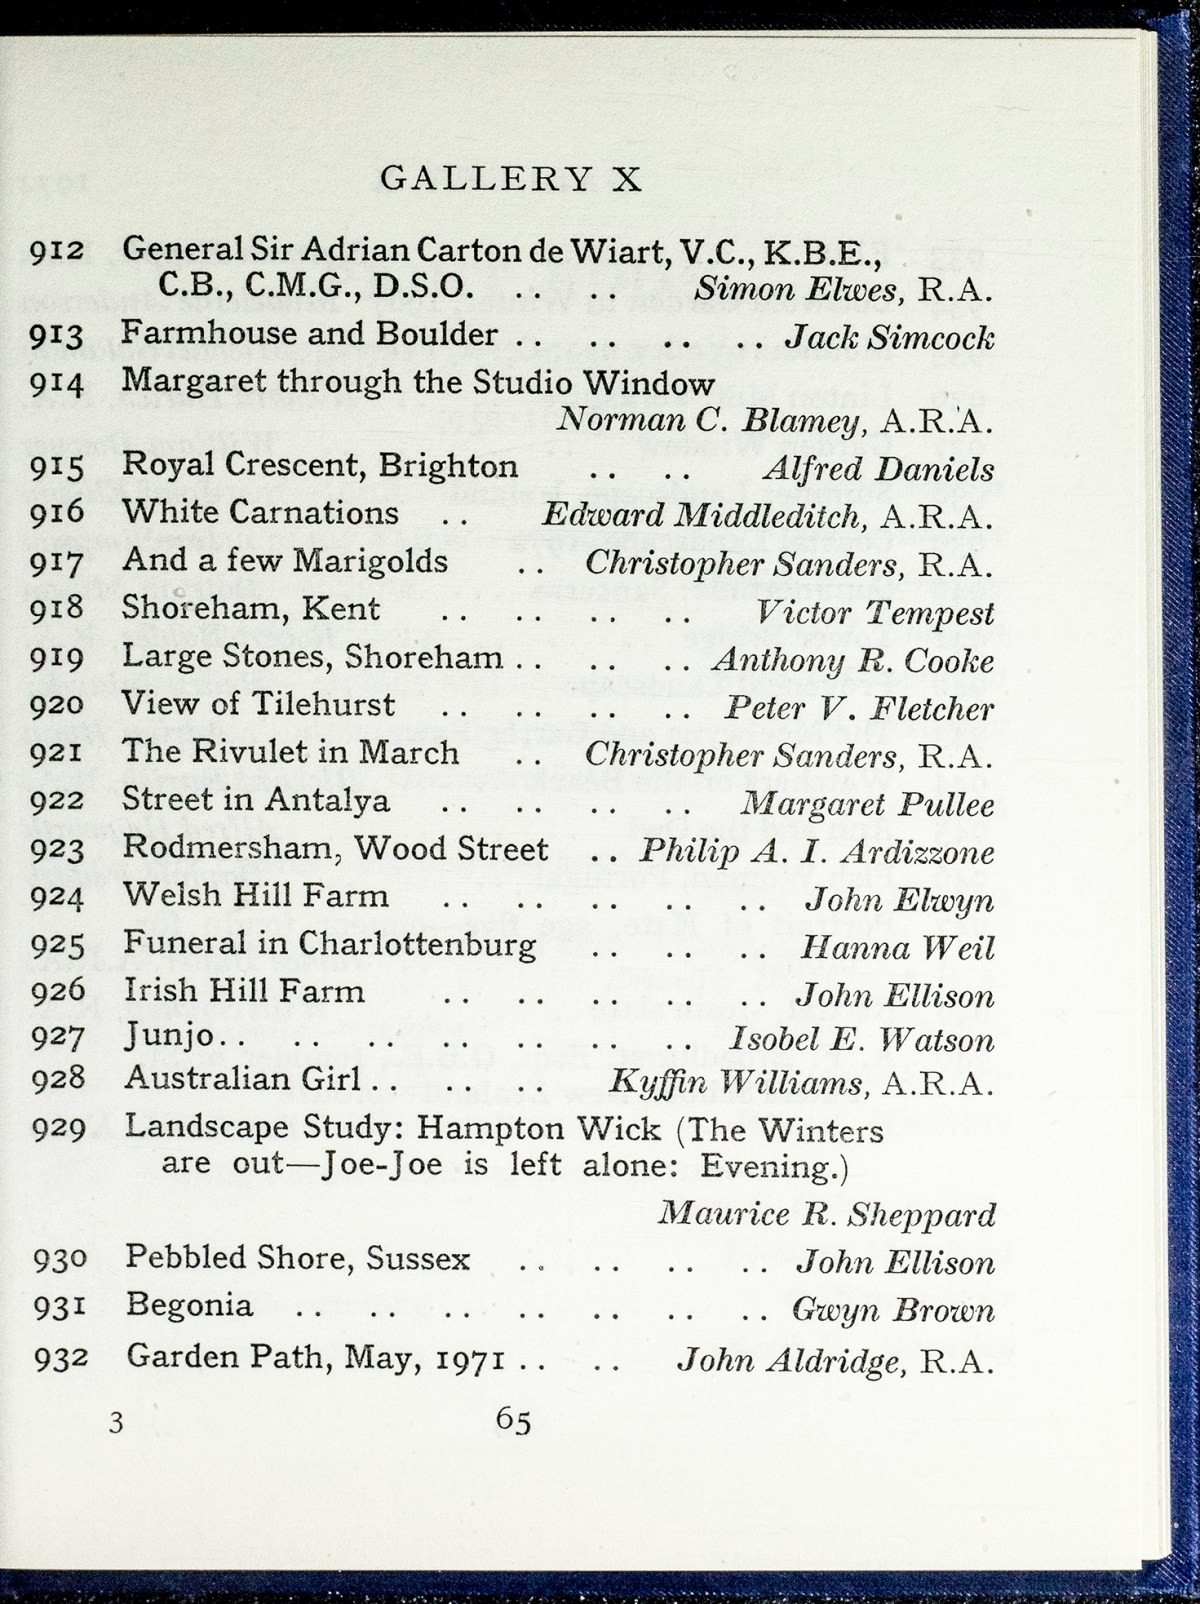 GALLERY X
912 General Sir Adrian Carton de Wiart, V.C., K.B.E.,
C.B., C.M.G., D.S.O. .. .. Simon Elwes, R.A.
913 Farmhouse and Boulder .. .. .. .. Jack Simcock
914 Margaret through the Studio Window
Norman C. Blamey, A.R.A.
915 Royal Crescent, Brighton .. .. Alfred Daniels
916 White Carnations .. Edward Middleditch, A.R.A.
917 And a few Marigolds .. Christopher Sanders, R.A.
918 Shoreham, Kent .. .. .. .. Victor Tempest
919 Large Stones, Shoreham .. .. .. Anthony R. Cooke
920 View of Tilehurst .. .. .. .. Peter V. Fletcher
921 The Rivulet in March .. Christopher Sanders, R.A.
922 Street in Antalya .. .. .. .. Margaret Pullee
923 Rodmersham, Wood Street .. Philip A. I. Ardizzone
924 Welsh Hill Farm .. .. .. .. .. John Elwyn
925 Funeral in Charlottenburg .. .. .. Hanna Weil
926 Irish Hill Farm .. .. .. .. .. John Ellison
927 Junjo .. .. .. .. .. .. .. Isobel E. Watson
928 Australian Girl .. .. .. Kyffin Williams, A.R.A.
929 Landscape Study: Hampton Wick (The Winters
are out—Joe-Joe is left alone: Evening.)
Maurice R. Sheppard
930 Pebbled Shore, Sussex .. .. .. .. John Ellison
931 Begonia .. .. .. .. .. .. .. Gwyn Brown
932 Garden Path, May, 1971 .. .. John Aldridge, R.A.
3 65